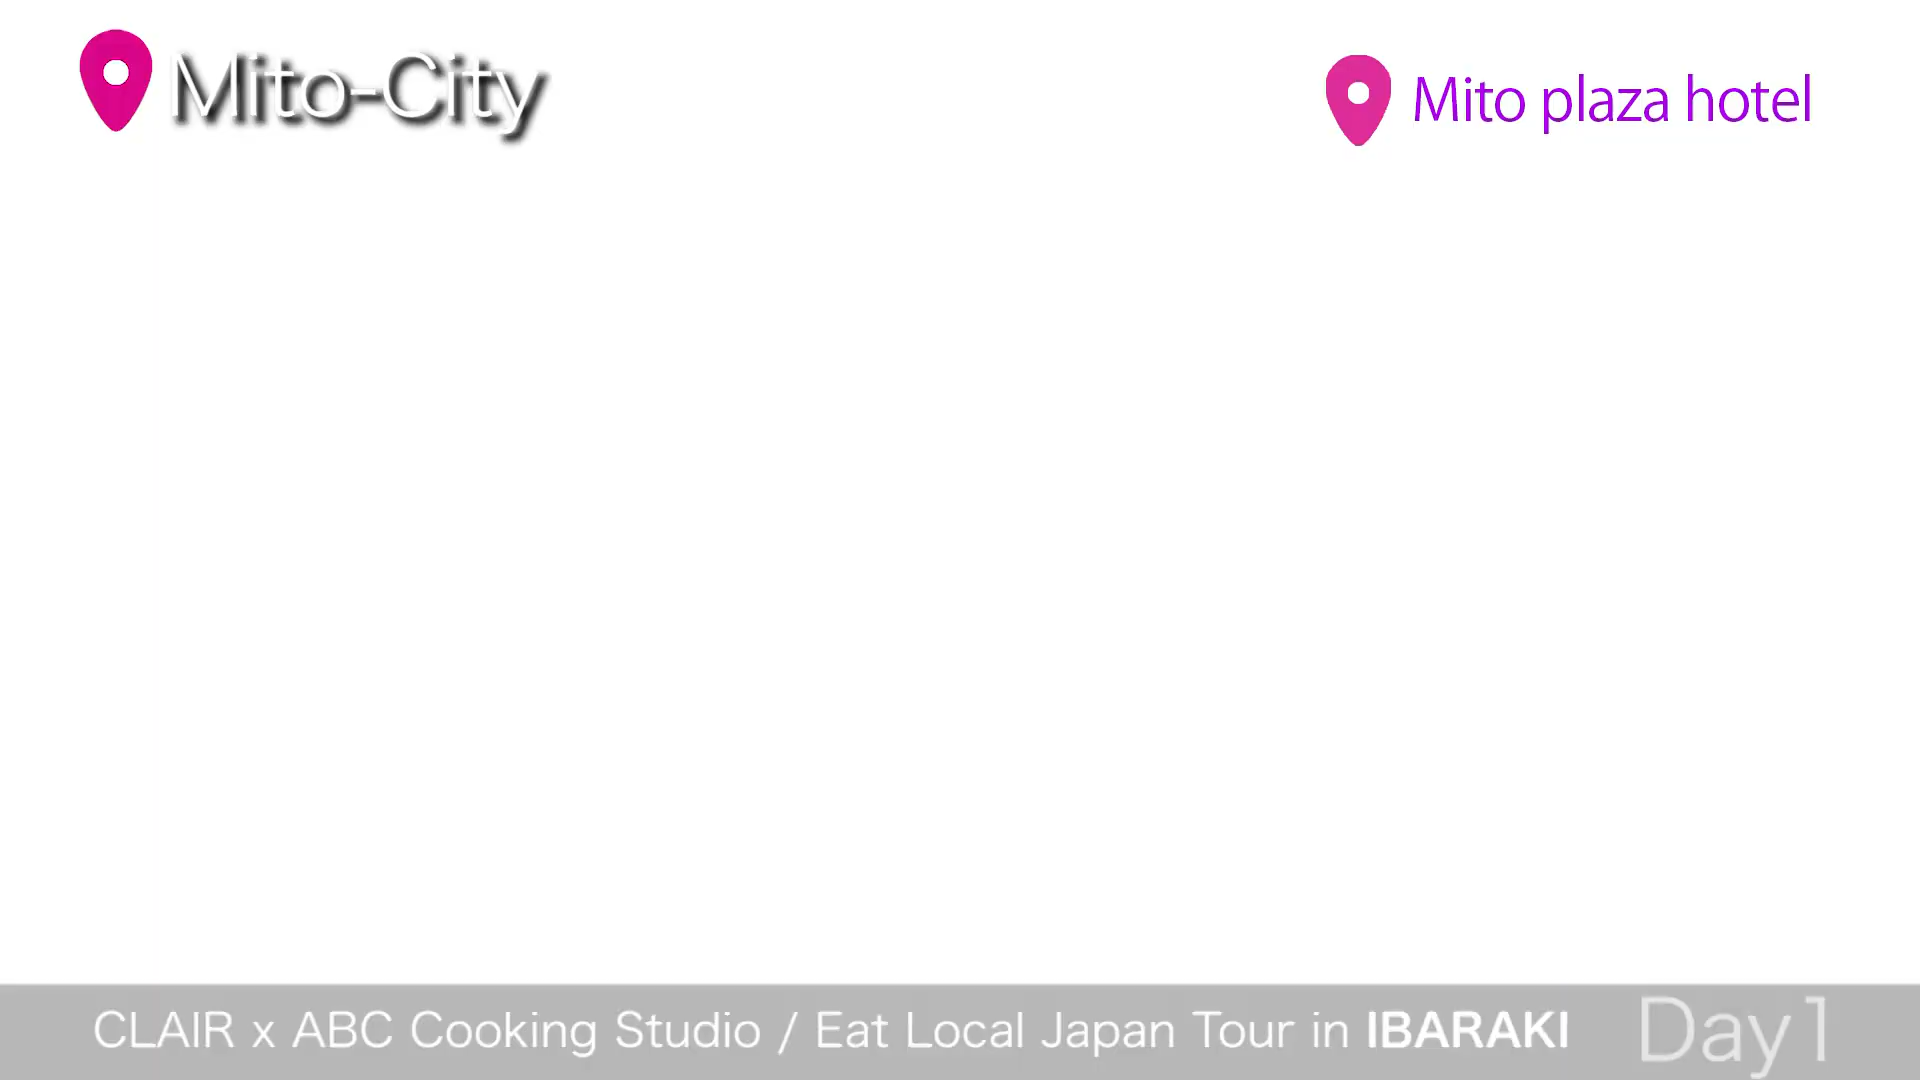 Mito-City
Mito plaza hotel
CLAIR x ABC Cooking Studio / Eat Local Japan Tour in IBARAKI
Day1